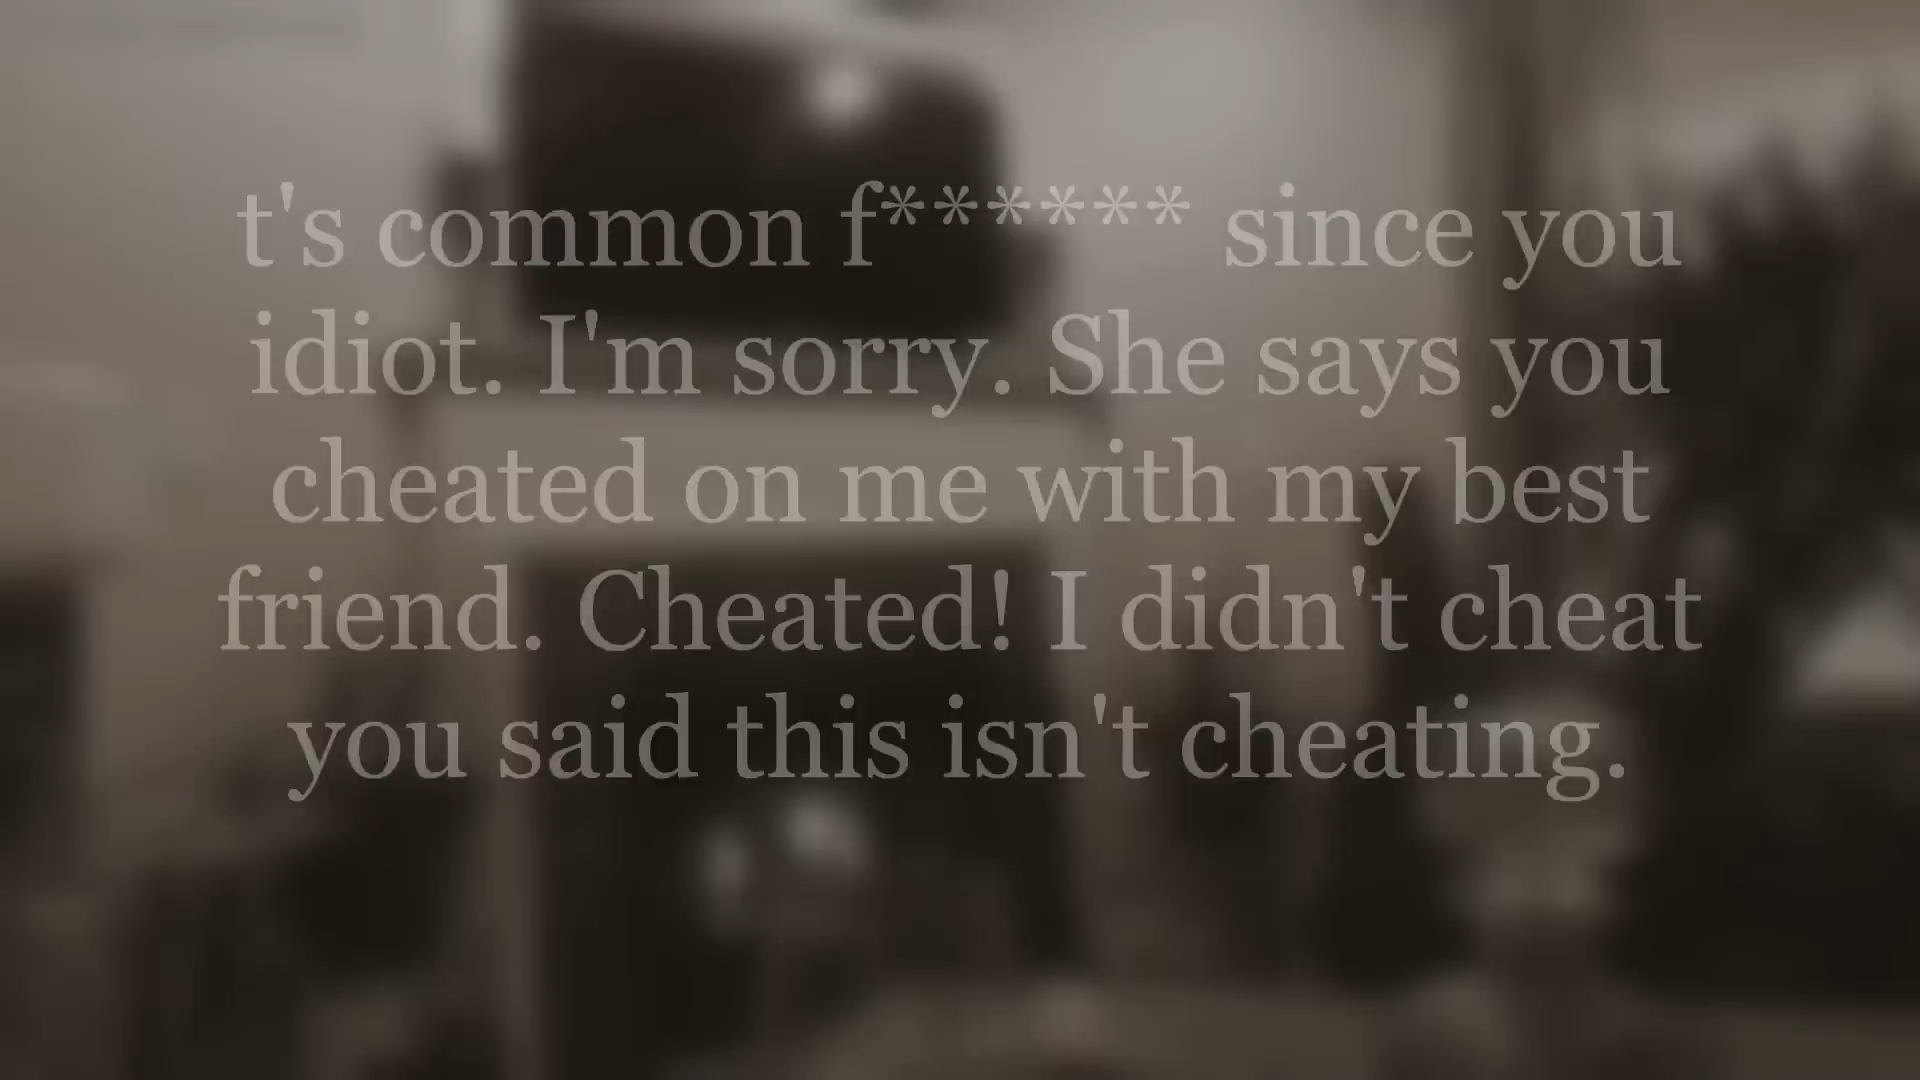 t's common f****** since you
idiot. I'm sorry. She says you
cheated on me with my best
friend. Cheated! I didn't cheat
you said this isn't cheating.